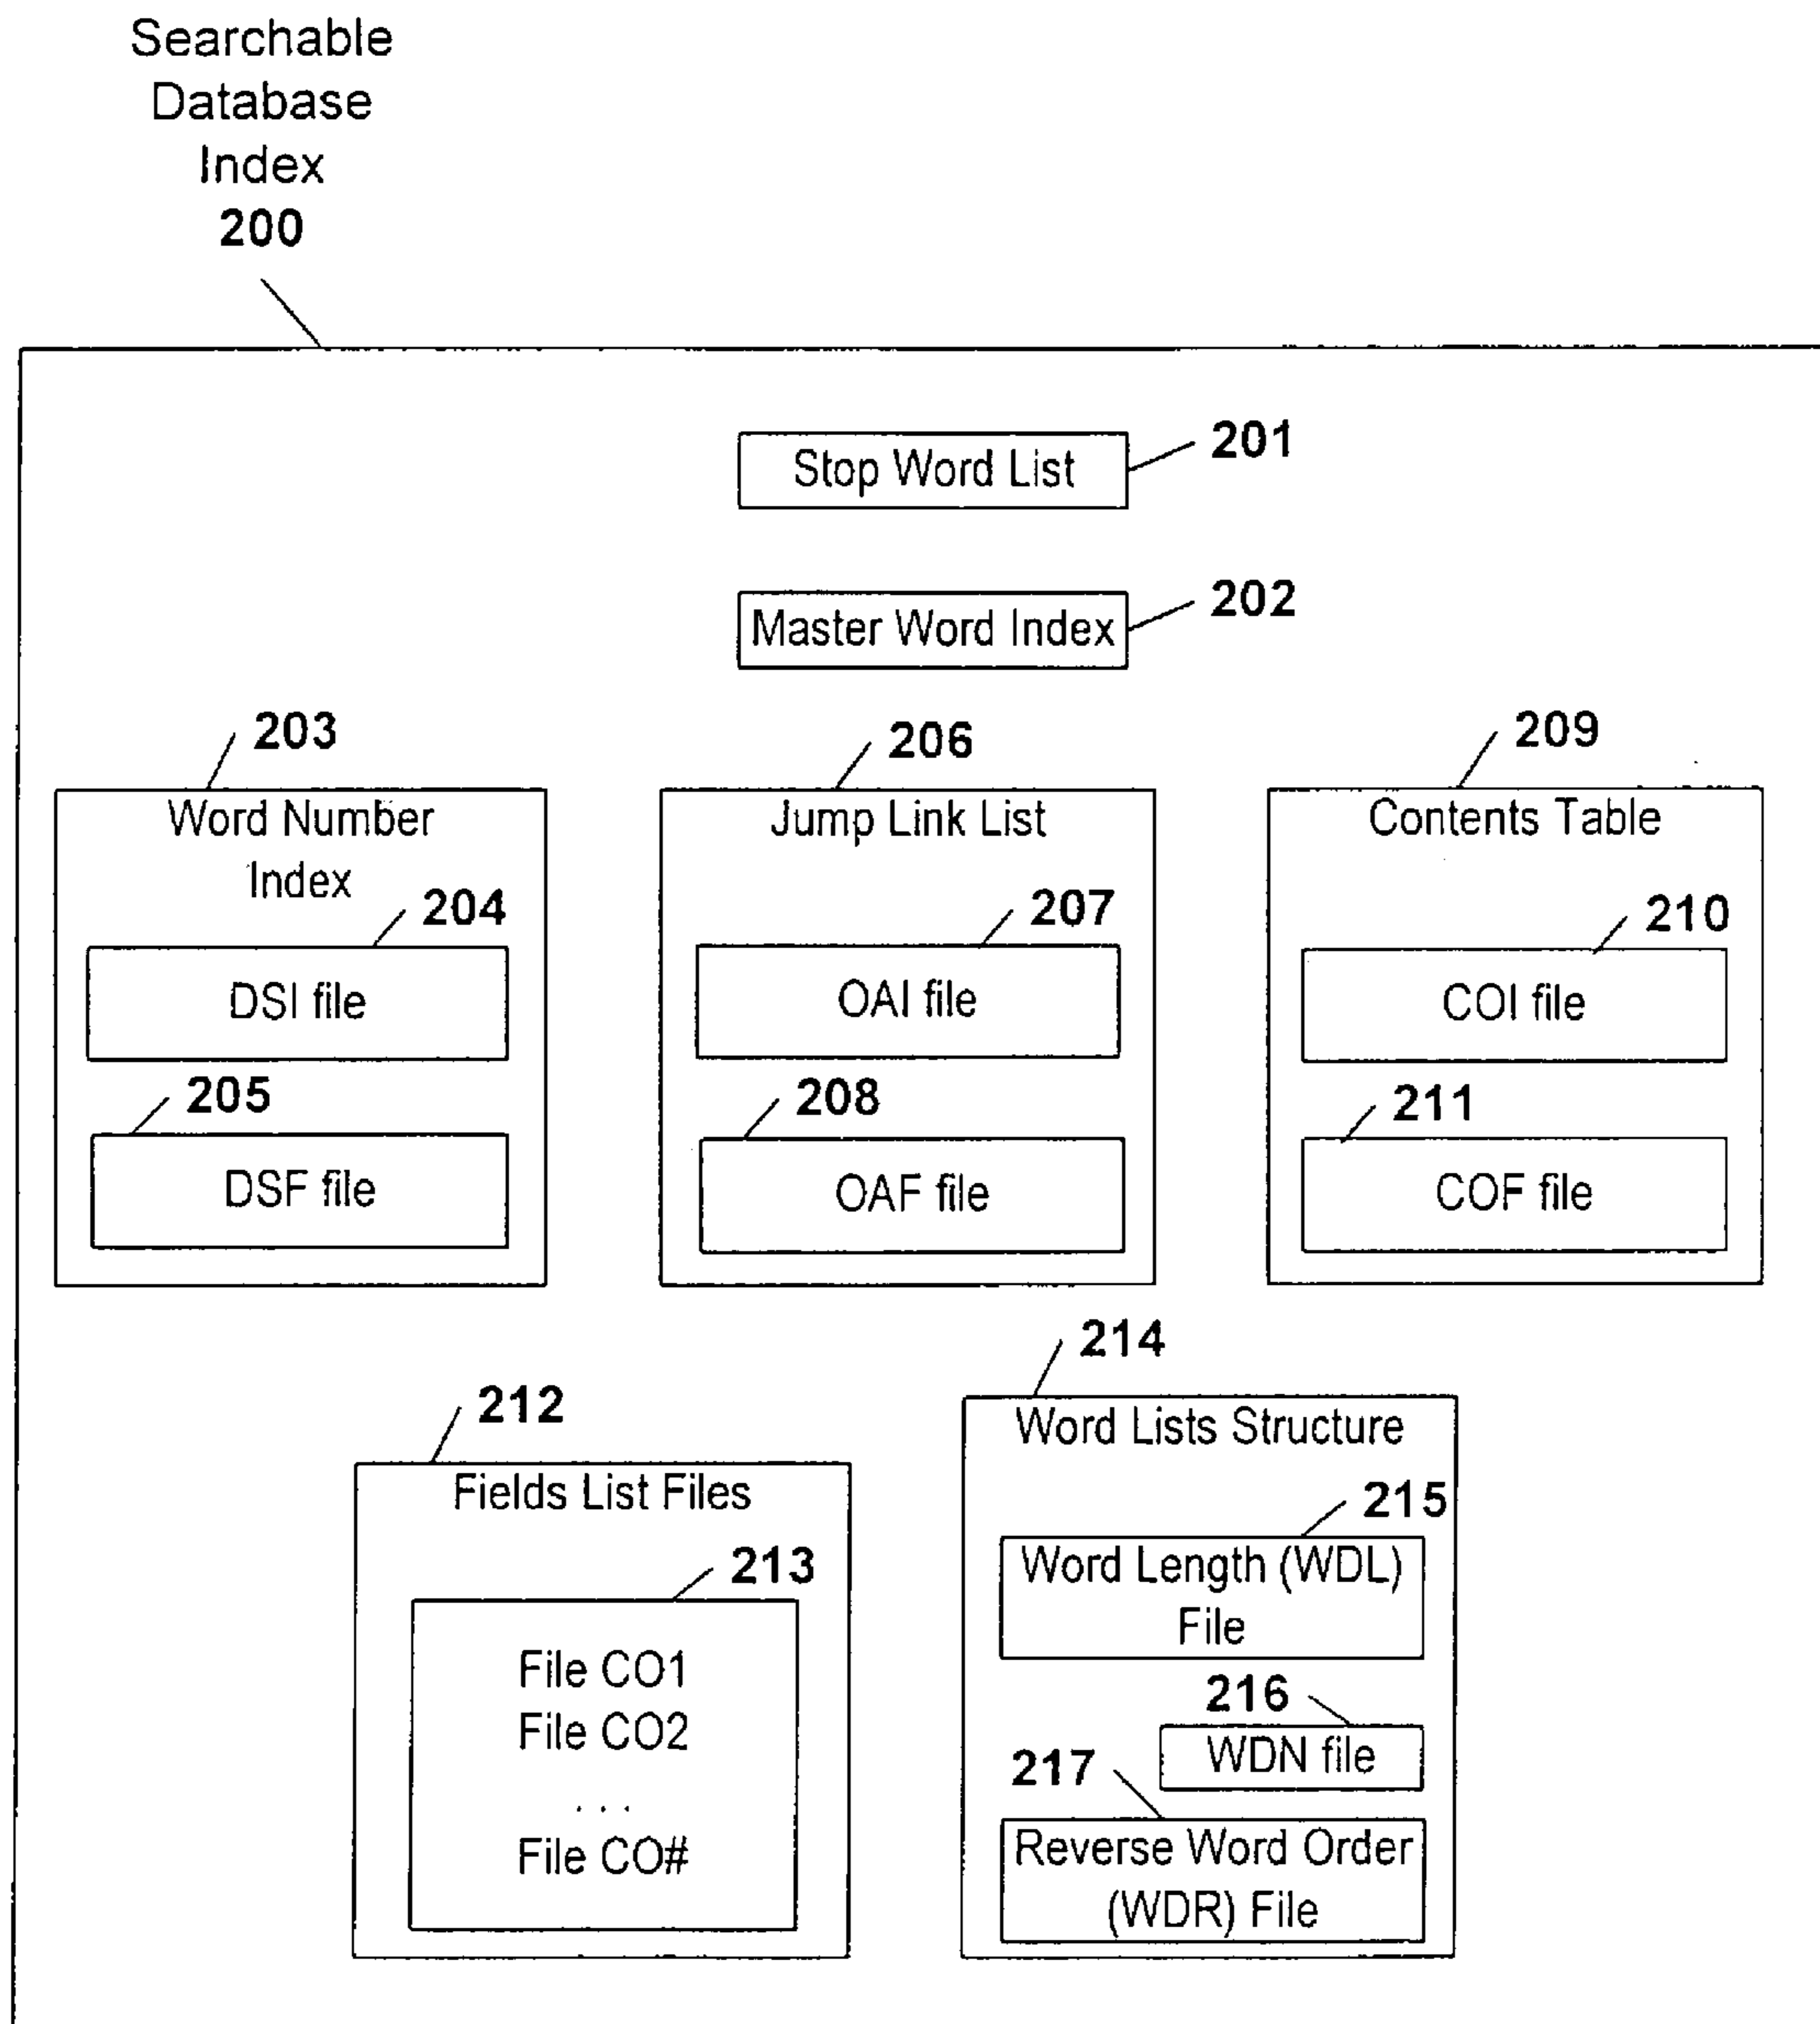 Searchable
Database
Index
200
201
Stop Word List
202
Master Word Index
203
Word Number
Index
204
DSI file
205
DSF file
206
Jump Link List
207
OAI file
208
OAF file
209
Contents Table
210
COI file
211
COF file
212
Fields List Files
213
File CO1
File CO2
. . .
File CO#
214
Word Lists Structure
215
Word Length (WDL)
File
216
WDN file
217
Reverse Word Order
(WDR) File